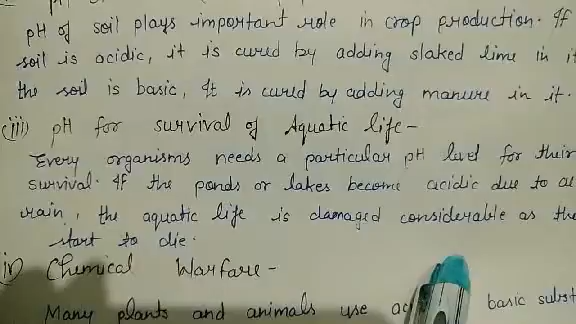 pH of soil plays important role in crop production. If
soil is acidic, it is cured by adding slaked lime in it
the soil is basic, It is cured by adding manure in it.
(iii) pH for survival of Aquatic life-
Every organisms needs a particular pH level for their
survival. If the ponds or lakes become acidic due to
rain, the aquatic life is damaged considerable as the
start to die.
iv) Chemical Warfare-
Many plants and animals use basic